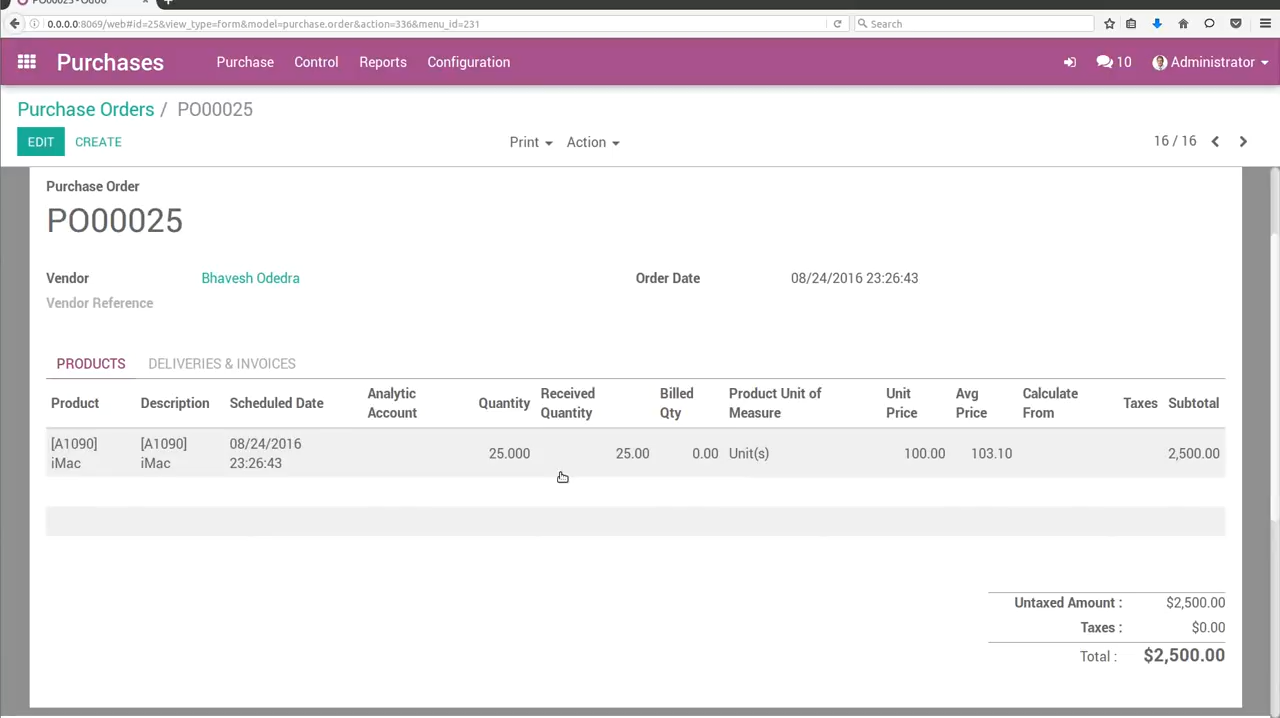 PO00025 - Odoo
0.0.0.0:8069/web#id=25&view_type=form&model=purchase.order&action=336&menu_id=231
Search
Purchases Purchase Control Reports Configuration
10 Administrator
Purchase Orders / PO00025
EDIT CREATE
Print Action
16 / 16
Purchase Order
PO00025
Vendor Bhavesh Odedra Order Date 08/24/2016 23:26:43
Vendor Reference
PRODUCTS DELIVERIES & INVOICES
Product Description Scheduled Date Analytic Account Quantity Received Quantity Billed Qty Product Unit of Measure Unit Price Avg Price Calculate From Taxes Subtotal
[A1090] iMac [A1090] iMac 08/24/2016 23:26:43 25.000 25.00 0.00 Unit(s) 100.00 103.10 2,500.00
Untaxed Amount : $2,500.00
Taxes : $0.00
Total : $2,500.00